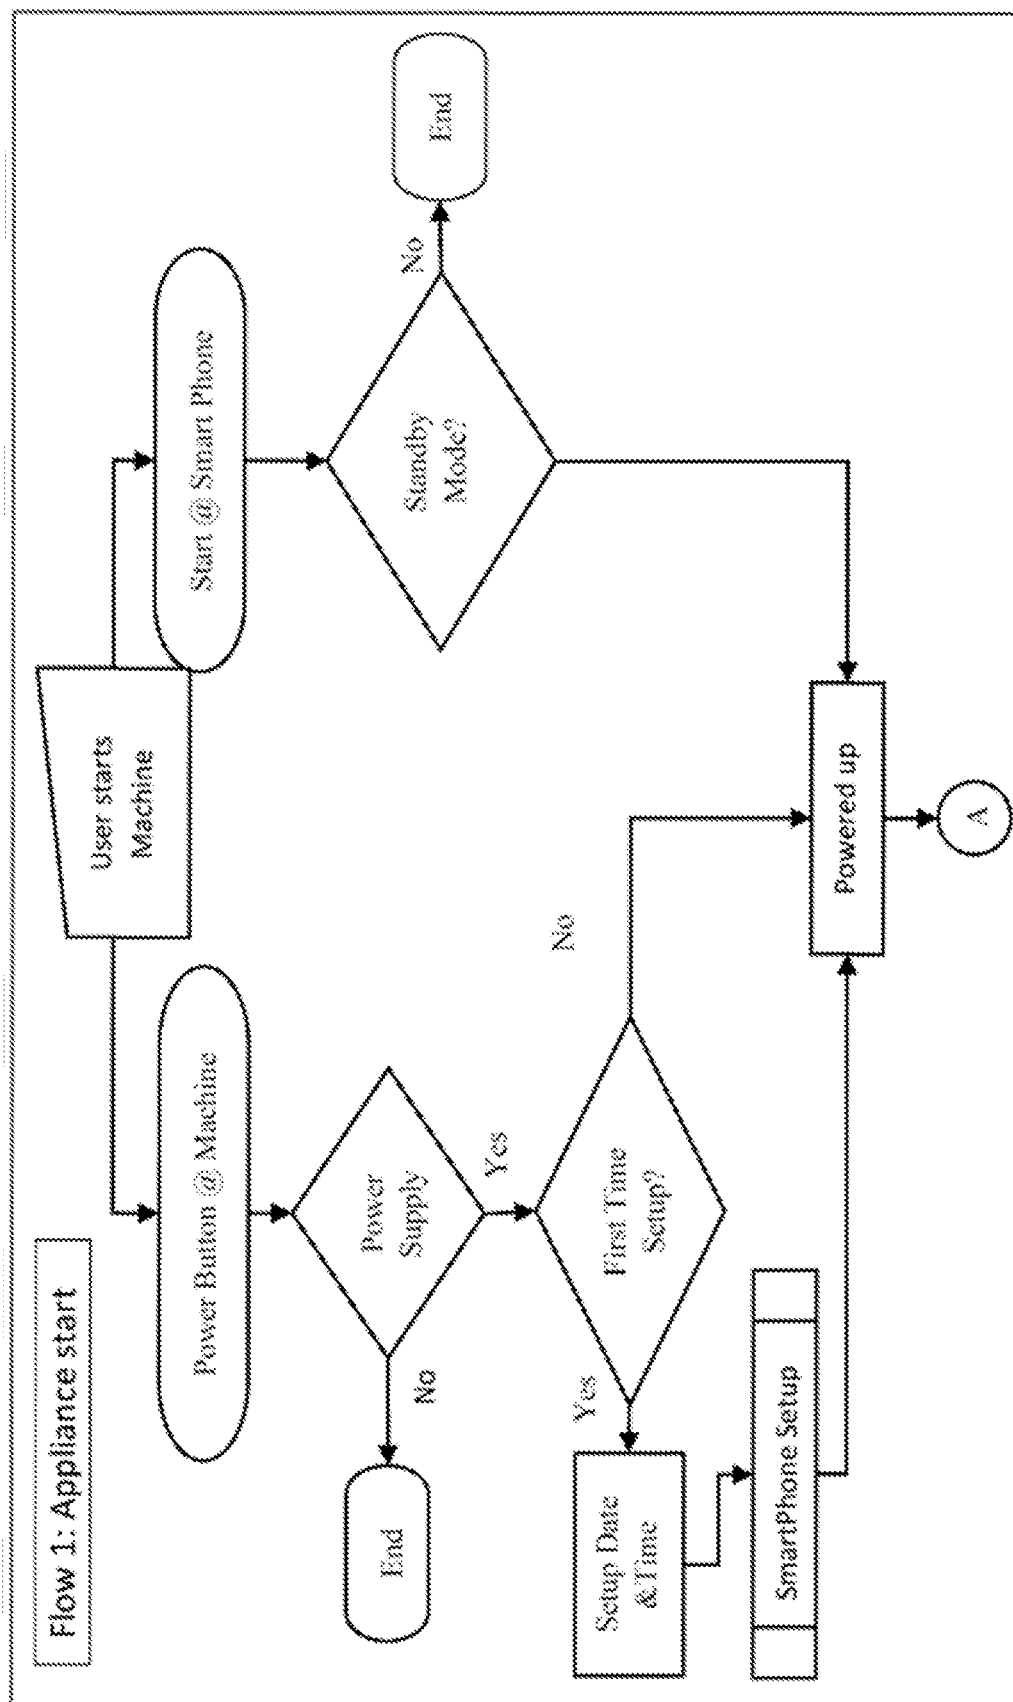 Flow 1: Appliance start
User starts
Machine
Power Button @ Machine
Start @ Smart Phone
Power
Supply
No
End
Yes
Standby
Mode?
No
End
First Time
Setup?
Yes
No
Setup Date
&Time
SmartPhone Setup
Powered up
A